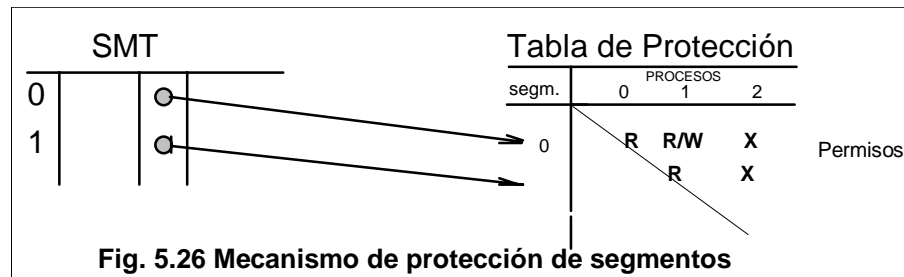 SMT
0
1
Tabla de Protección
PROCESOS
segm. 0 1 2
0 R R/W X
R X
Permisos
Fig. 5.26 Mecanismo de protección de segmentos